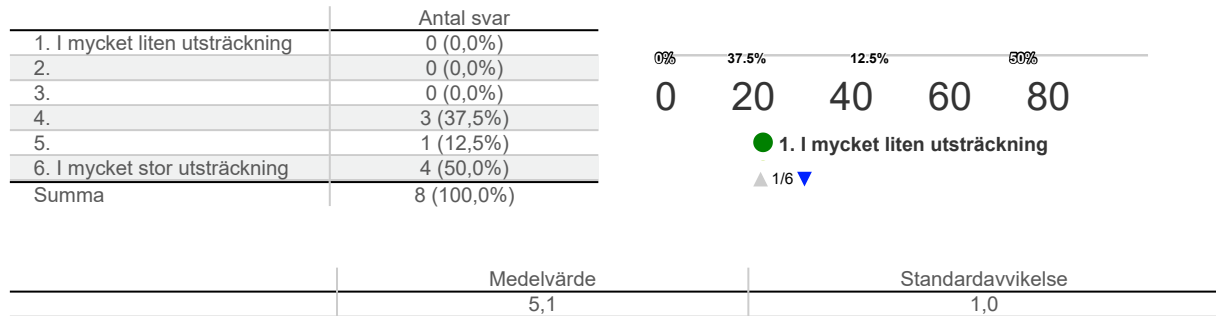 Antal svar
1. I mycket liten utsträckning 0 (0,0%)
2. 0 (0,0%)
3. 0 (0,0%)
4. 3 (37,5%)
5. 1 (12,5%)
6. I mycket stor utsträckning 4 (50,0%)
Summa 8 (100,0%)
0% 37.5% 12.5% 50%
0 20 40 60 80
1. I mycket liten utsträckning
1/6
Medelvärde Standardavvikelse
5,1 1,0